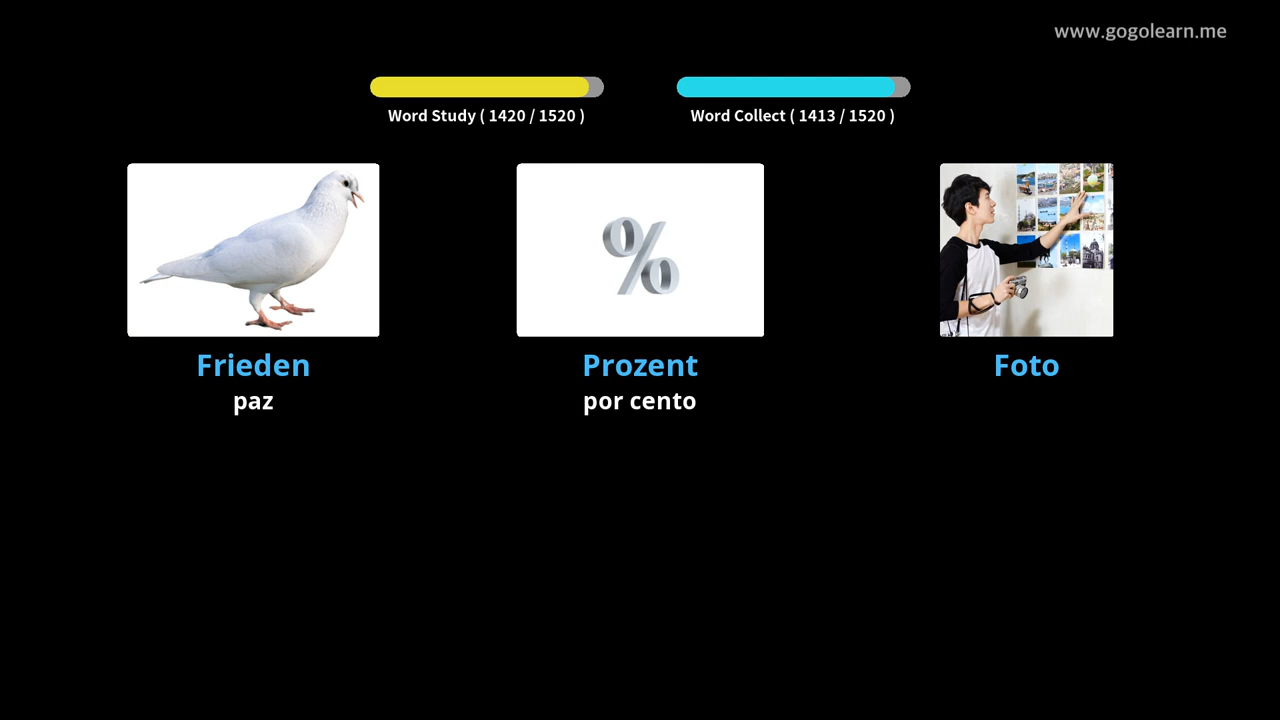 www.gogolearn.me
Word Study ( 1420 / 1520 )
Word Collect ( 1413 / 1520 )
Frieden
paz
Prozent
por cento
Foto